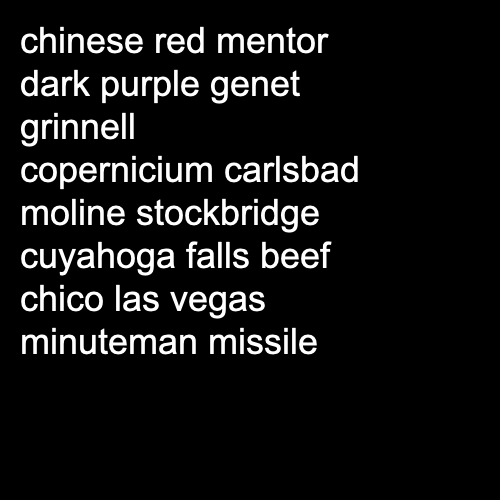 chinese red mentor
dark purple genet
grinnell
copernicium carlsbad
moline stockbridge
cuyahoga falls beef
chico las vegas
minuteman missile